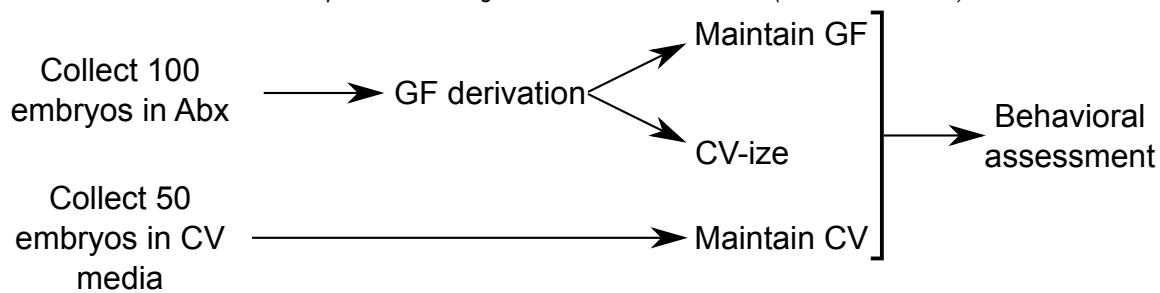 Collect 100
embryos in Abx
GF derivation
Maintain GF
CV-ize
Collect 50
embryos in CV
media
Maintain CV
Behavioral
assessment